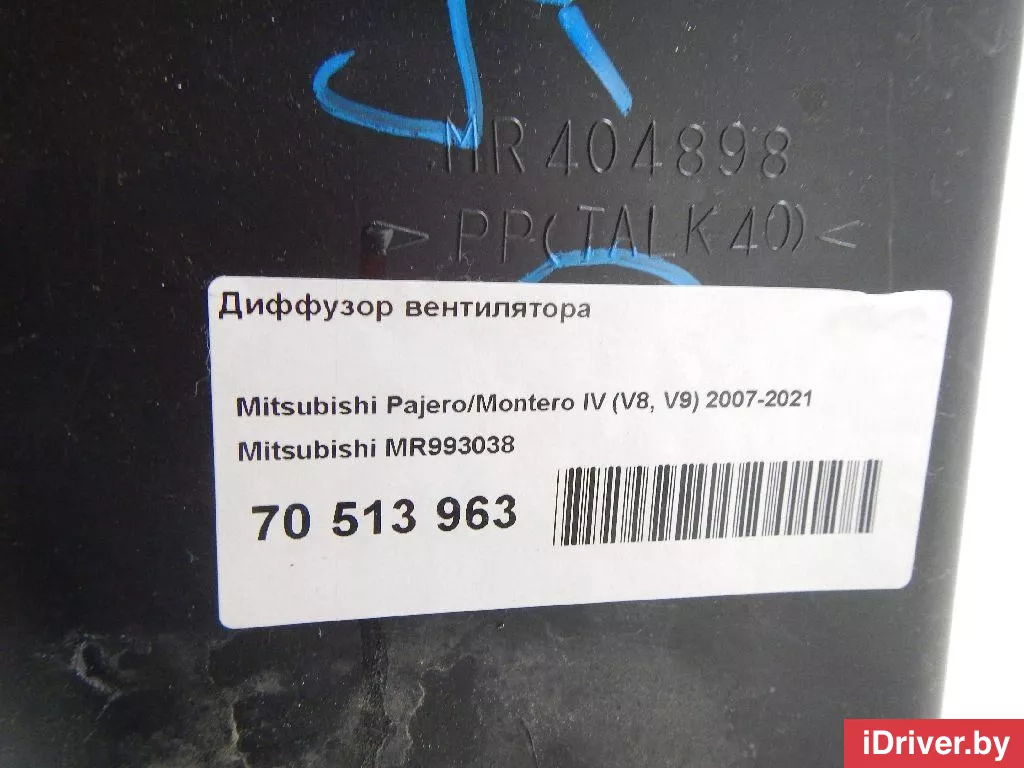 MR404898
>PP(TALK40)<
Диффузор вентилятора
Mitsubishi Pajero/Montero IV (V8, V9) 2007-2021
Mitsubishi MR993038
70 513 963
iDriver.by